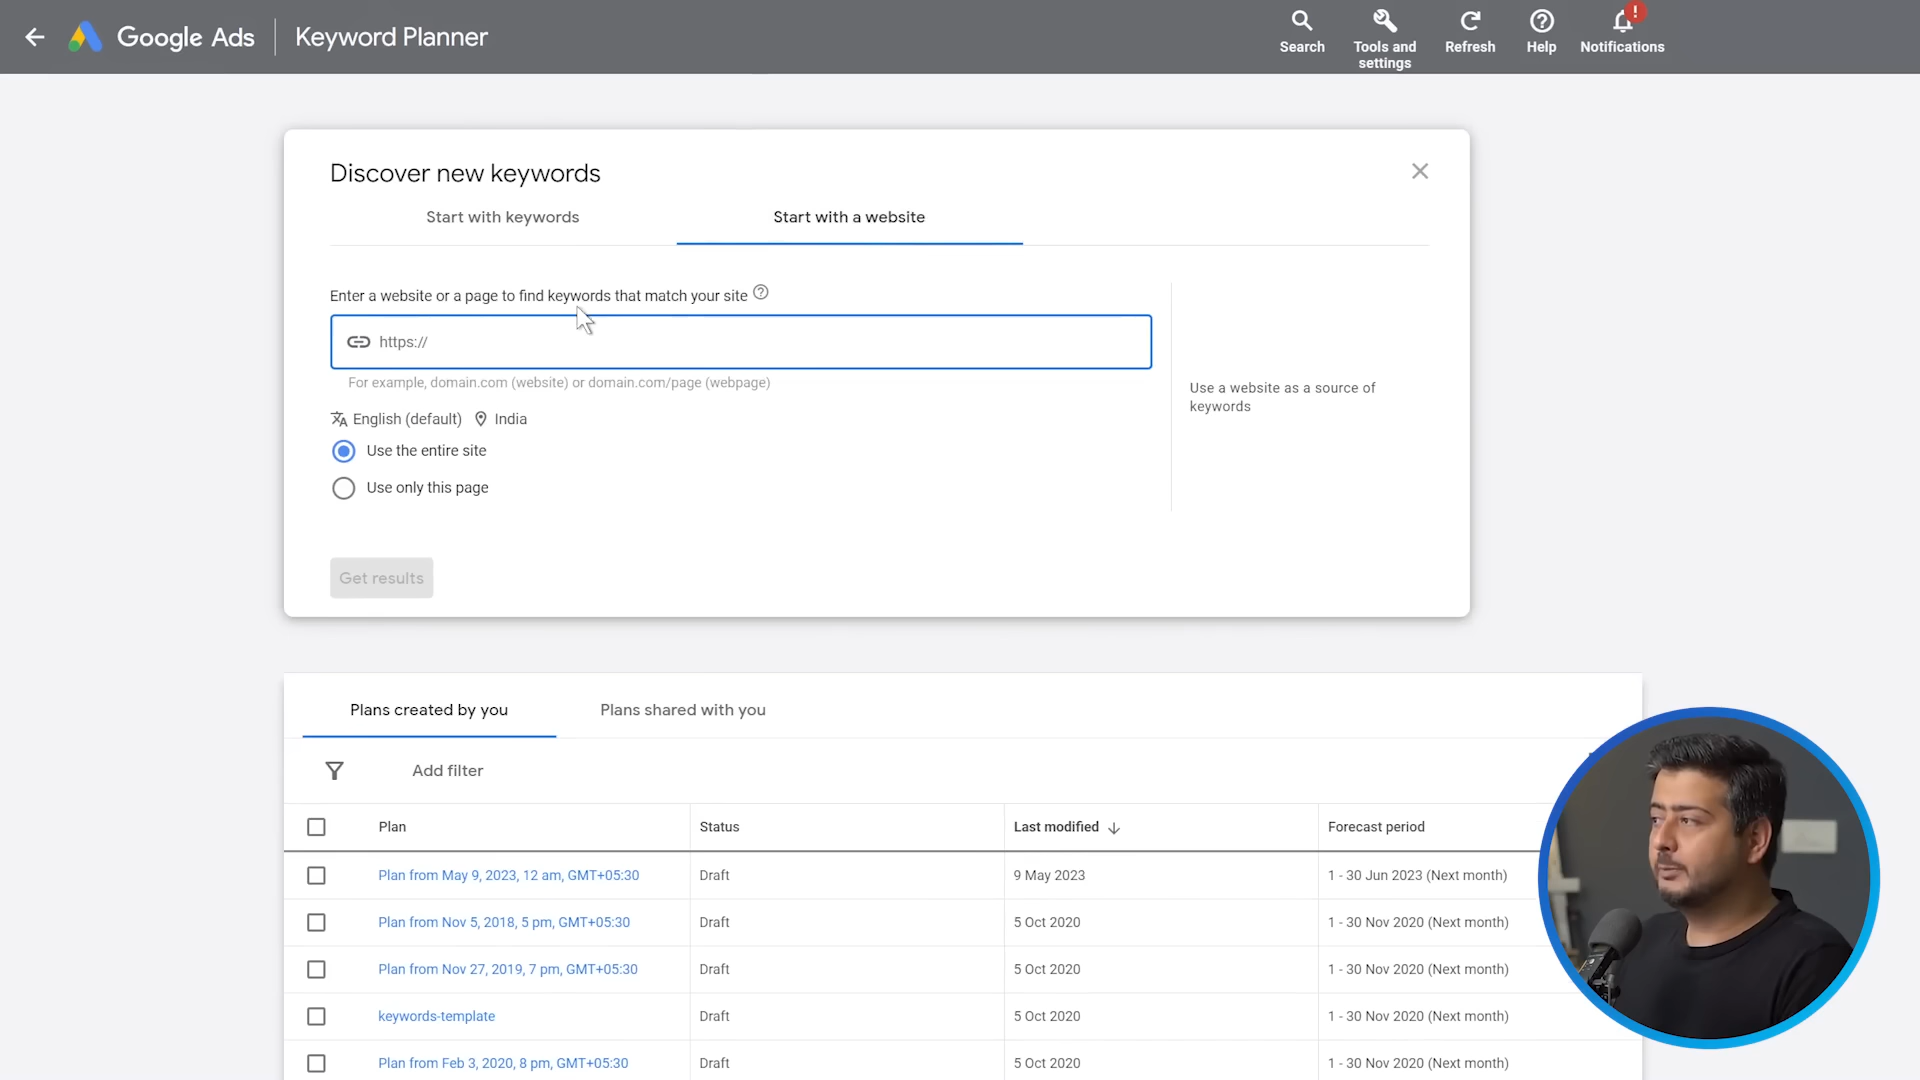 Google Ads
Keyword Planner
Search
Tools and
settings
Refresh
Help
!
Notifications
Discover new keywords
Start with keywords
Start with a website
Enter a website or a page to find keywords that match your site
https://
For example, domain.com (website) or domain.com/page (webpage)
English (default)
India
Use the entire site
Use only this page
Use a website as a source of
keywords
Get results
Plans created by you
Plans shared with you
Add filter
Plan
Status
Last modified
Forecast period
Plan from May 9, 2023, 12 am, GMT+05:30
Draft
9 May 2023
1 - 30 Jun 2023 (Next month)
Plan from Nov 5, 2018, 5 pm, GMT+05:30
Draft
5 Oct 2020
1 - 30 Nov 2020 (Next month)
Plan from Nov 27, 2019, 7 pm, GMT+05:30
Draft
5 Oct 2020
1 - 30 Nov 2020 (Next month)
keywords-template
Draft
5 Oct 2020
1 - 30 Nov 2020 (Next month)
Plan from Feb 3, 2020, 8 pm, GMT+05:30
Draft
5 Oct 2020
1 - 30 Nov 2020 (Next month)